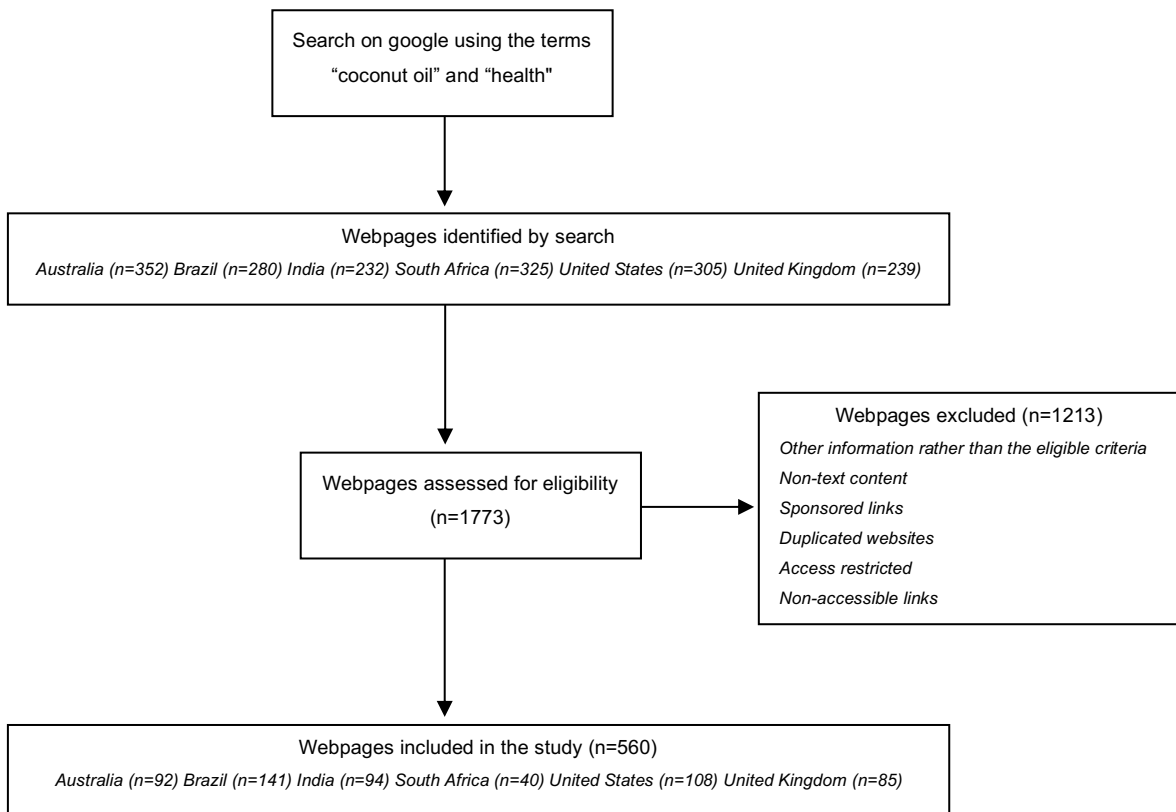 Search on google using the terms
“coconut oil” and “health"
Webpages identified by search
Australia (n=352) Brazil (n=280) India (n=232) South Africa (n=325) United States (n=305) United Kingdom (n=239)
Webpages excluded (n=1213)
Other information rather than the eligible criteria
Non-text content
Sponsored links
Duplicated websites
Access restricted
Non-accessible links
Webpages assessed for eligibility
(n=1773)
Webpages included in the study (n=560)
Australia (n=92) Brazil (n=141) India (n=94) South Africa (n=40) United States (n=108) United Kingdom (n=85)